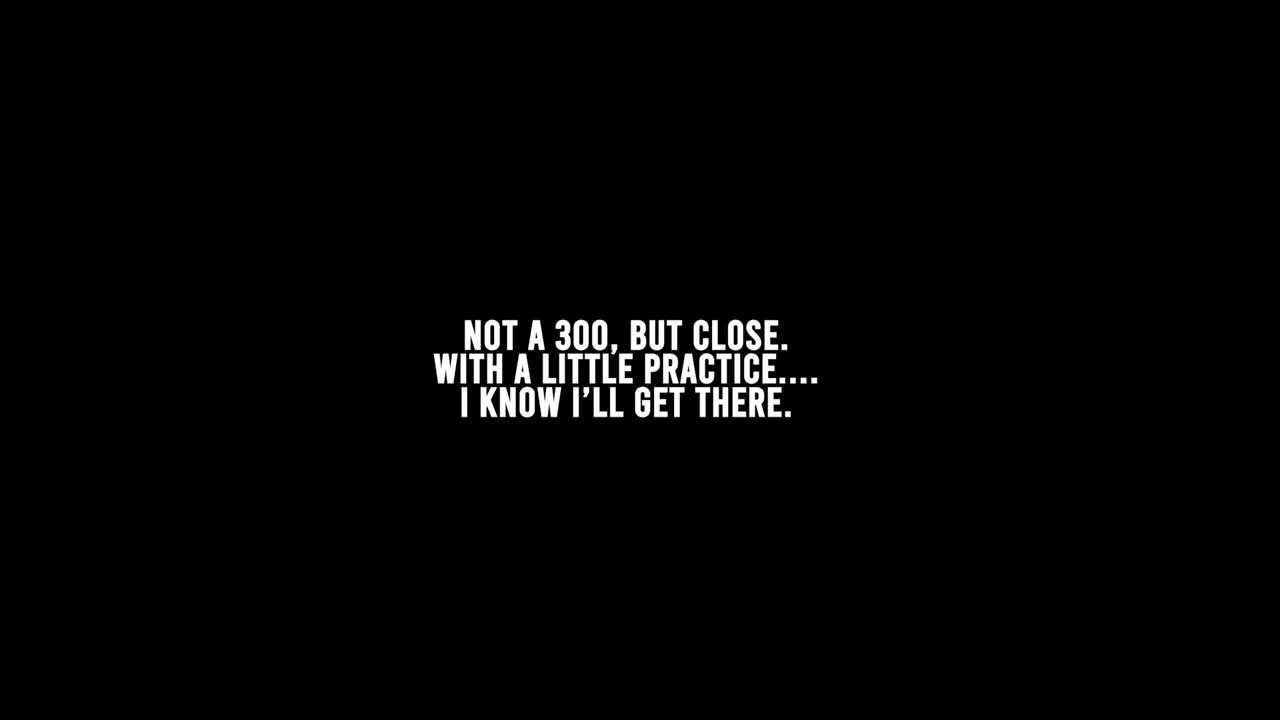 NOT A 300, BUT CLOSE.
WITH A LITTLE PRACTICE....
I KNOW I’LL GET THERE.